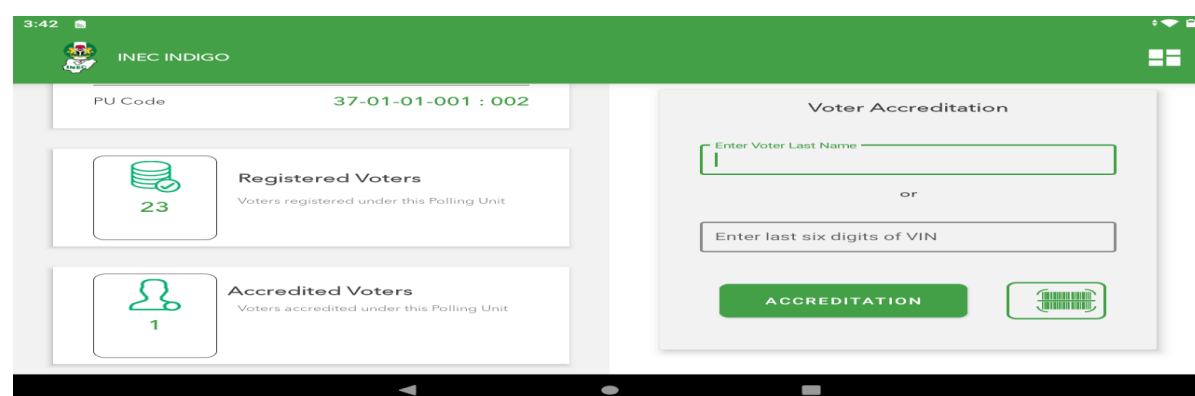 3:42
INEC INDIGO
INEC
PU Code 37-01-01-001 : 002
23
Registered Voters
Voters registered under this Polling Unit
1
Accredited Voters
Voters accredited under this Polling Unit
Voter Accreditation
Enter Voter Last Name
or
Enter last six digits of VIN
ACCREDITATION